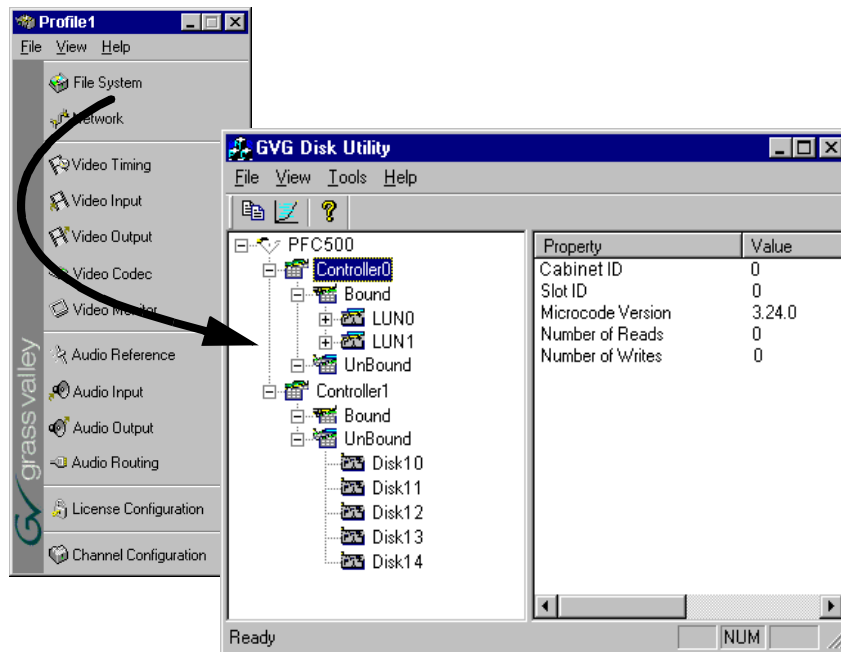 Profile1
File View Help
File System
Network
Video Timing
Video Input
Video Output
Video Codec
Video Monitor
Audio Reference
Audio Input
Audio Output
Audio Routing
License Configuration
Channel Configuration
grass valley
GVG Disk Utility
File View Tools Help
PFC500
Controller0
Bound
LUN0
LUN1
UnBound
Controller1
Bound
UnBound
Disk10
Disk11
Disk12
Disk13
Disk14
Property Value
Cabinet ID 0
Slot ID 0
Microcode Version 3.24.0
Number of Reads 0
Number of Writes 0
Ready NUM